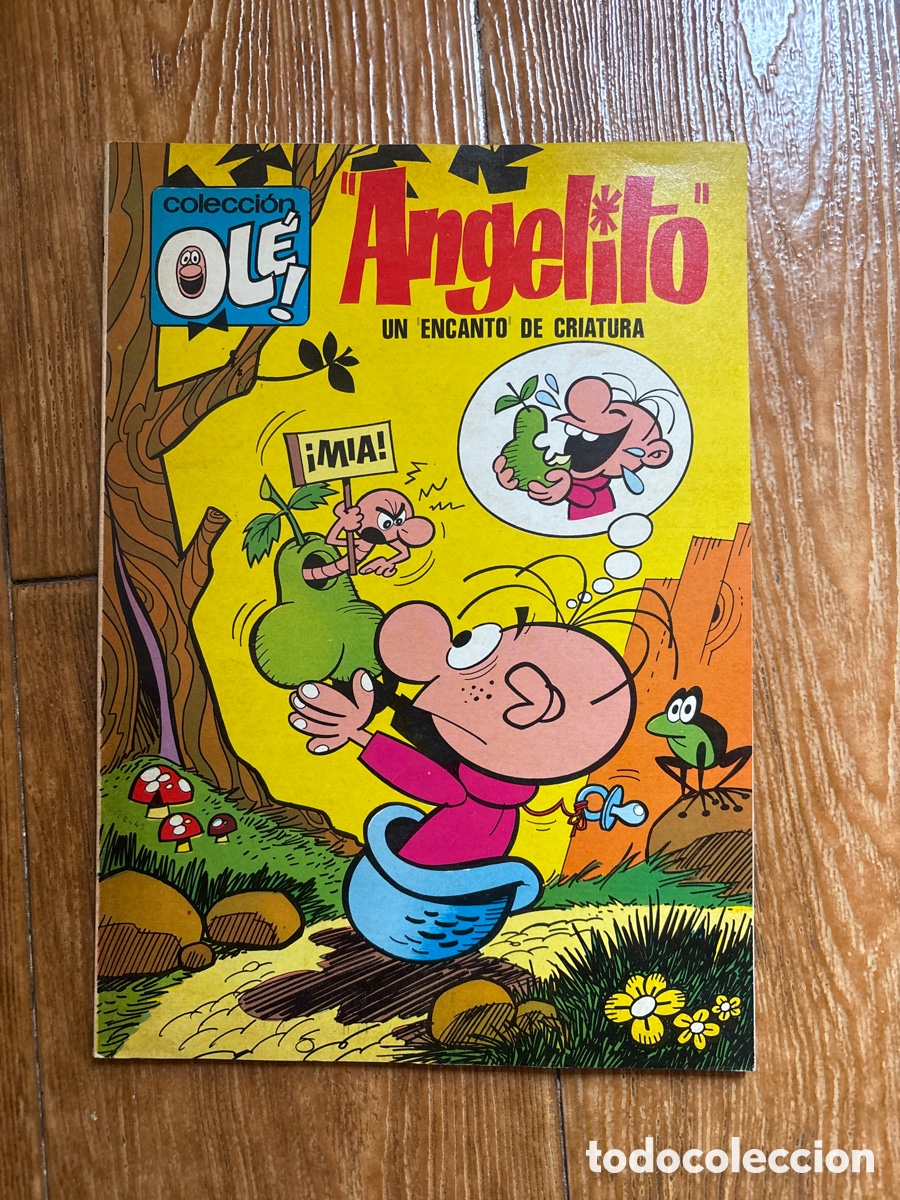 colección
OLÉ!
"Angelito"
UN "ENCANTO" DE CRIATURA
¡MIA!
todocoleccion